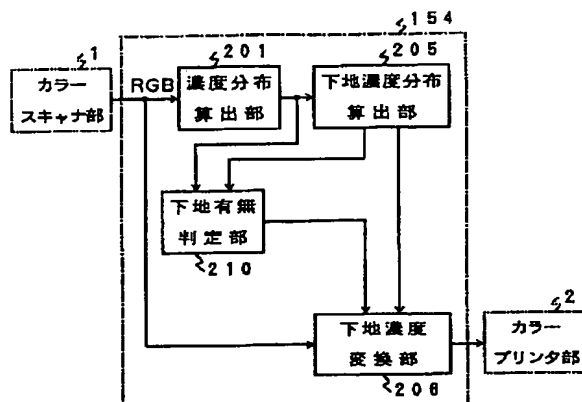 154
1
カラー
スキャナ部
RGB
201
濃度分布
算出部
205
下地濃度分布
算出部
下地有無
判定部
210
下地濃度
変換部
206
2
カラー
プリンタ部